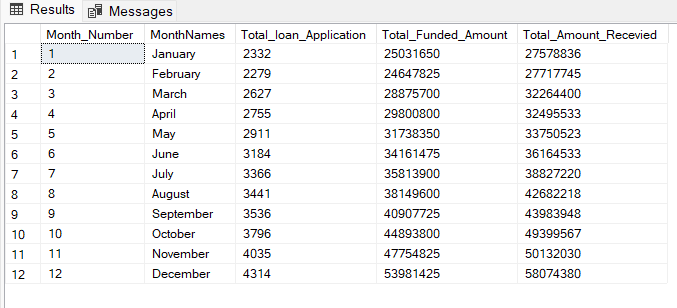 Results Messages
Month_Number MonthNames Total_loan_Application Total_Funded_Amount Total_Amount_Recevied
1 1 January 2332 25031650 27578836
2 2 February 2279 24647825 27717745
3 3 March 2627 28875700 32264400
4 4 April 2755 29800800 32495533
5 5 May 2911 31738350 33750523
6 6 June 3184 34161475 36164533
7 7 July 3366 35813900 38827220
8 8 August 3441 38149600 42682218
9 9 September 3536 40907725 43983948
10 10 October 3796 44893800 49399567
11 11 November 4035 47754825 50132030
12 12 December 4314 53981425 58074380